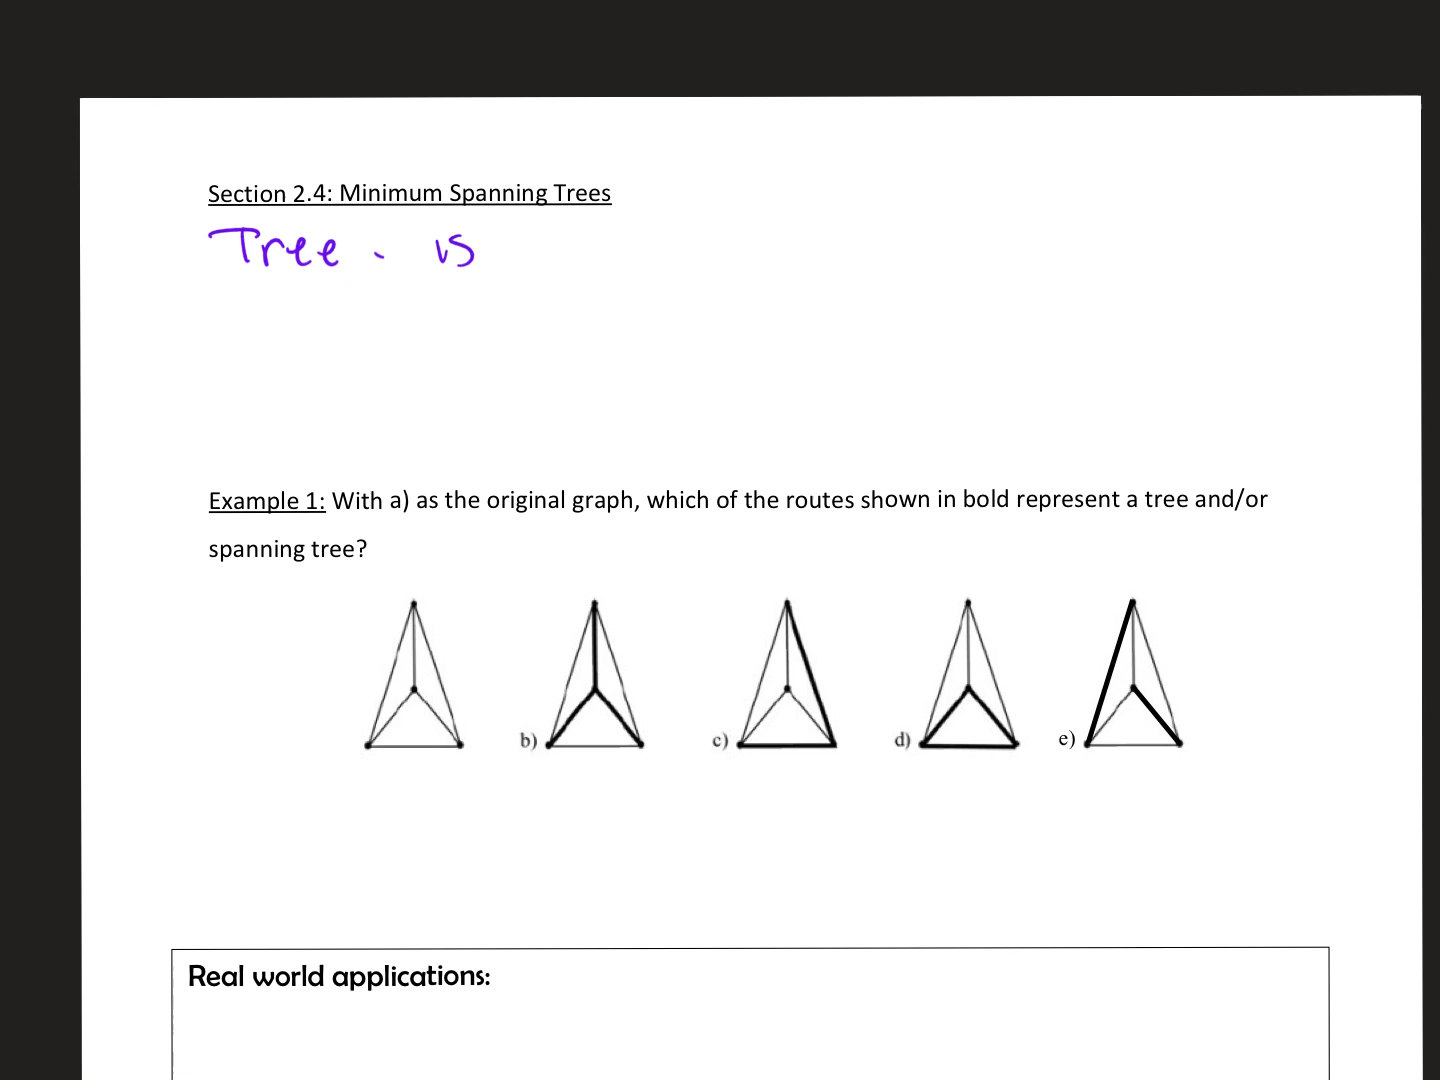 Section 2.4: Minimum Spanning Trees
Tree - is
Example 1: With a) as the original graph, which of the routes shown in bold represent a tree and/or
spanning tree?
b) c) d) e)
Real world applications: